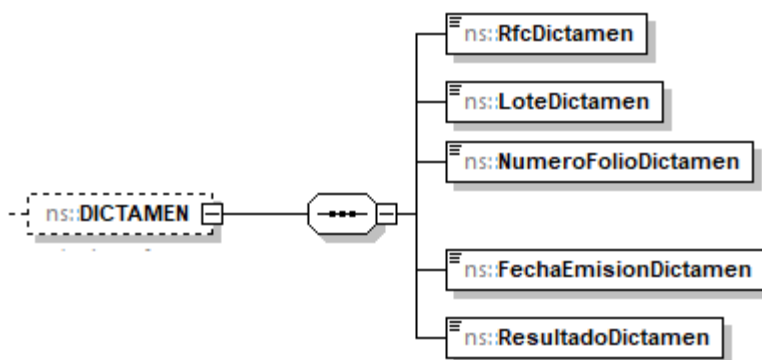 ns::RfcDictamen
ns::LoteDictamen
ns::NumeroFolioDictamen
ns::DICTAMEN
ns::FechaEmisionDictamen
ns::ResultadoDictamen